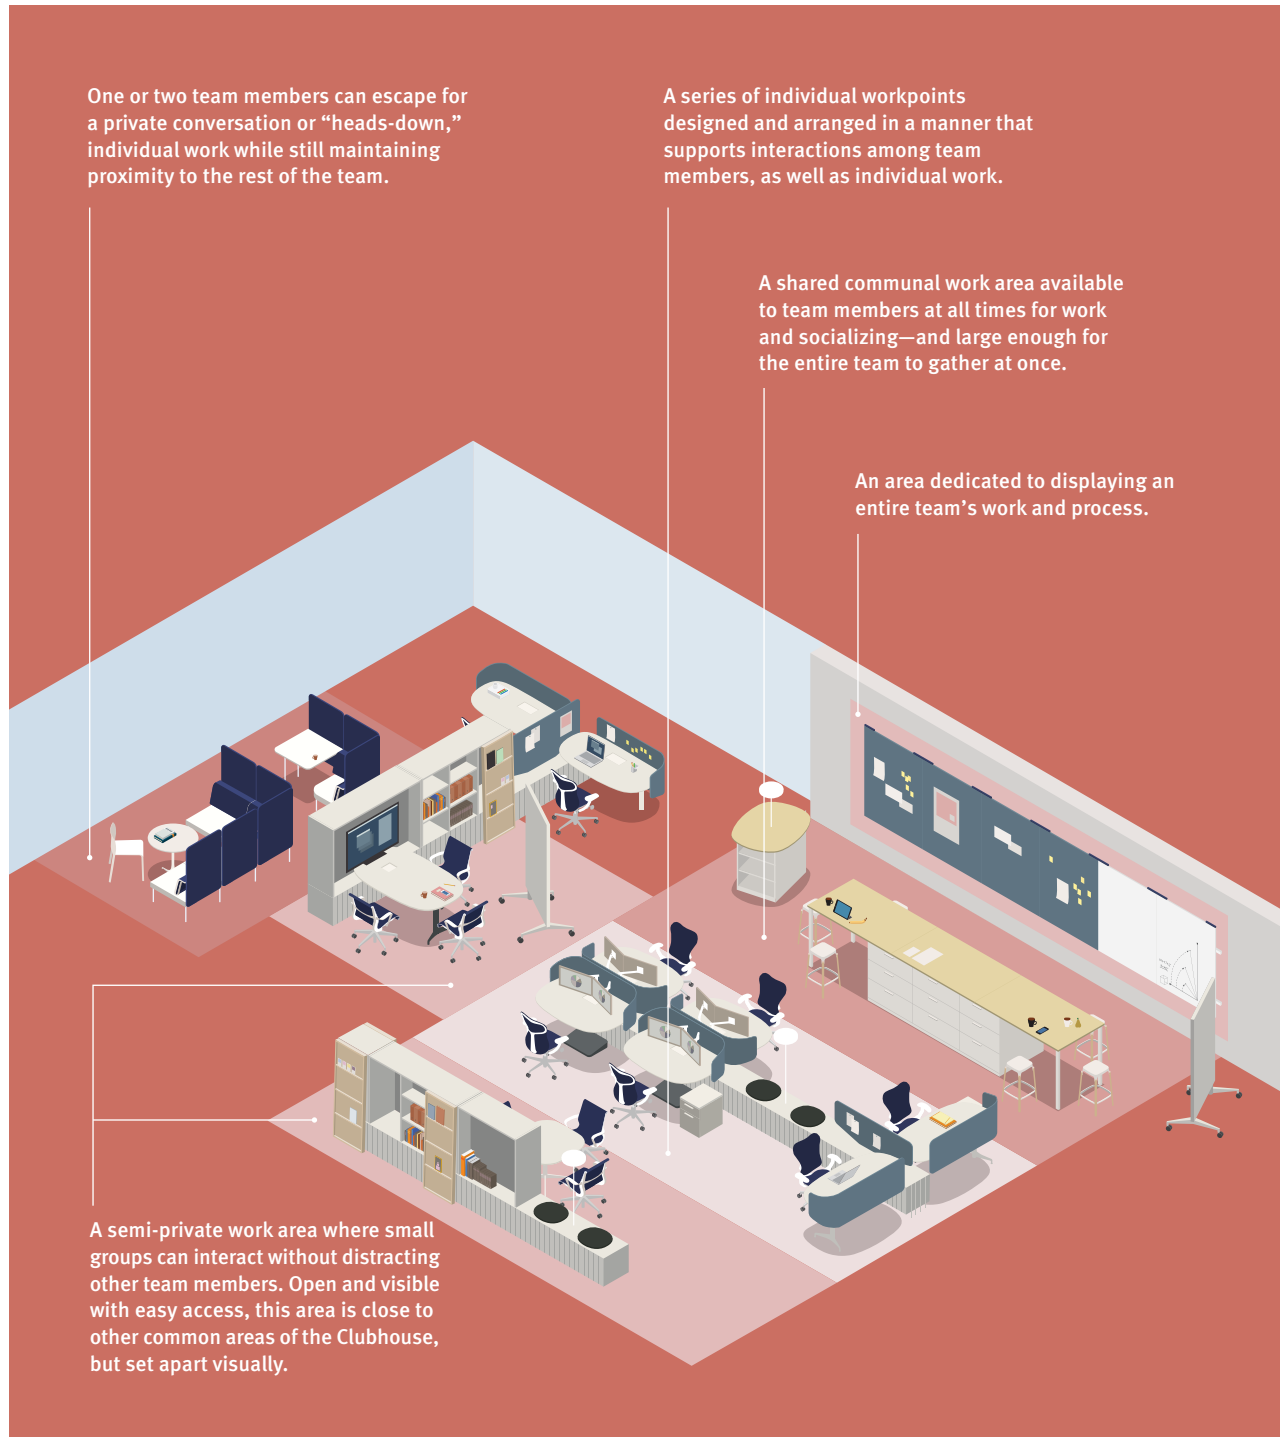 One or two team members can escape for
a private conversation or “heads-down,”
individual work while still maintaining
proximity to the rest of the team.
A series of individual workpoints
designed and arranged in a manner that
supports interactions among team
members, as well as individual work.
A shared communal work area available
to team members at all times for work
and socializing—and large enough for
the entire team to gather at once.
An area dedicated to displaying an
entire team’s work and process.
A semi-private work area where small
groups can interact without distracting
other team members. Open and visible
with easy access, this area is close to
other common areas of the Clubhouse,
but set apart visually.